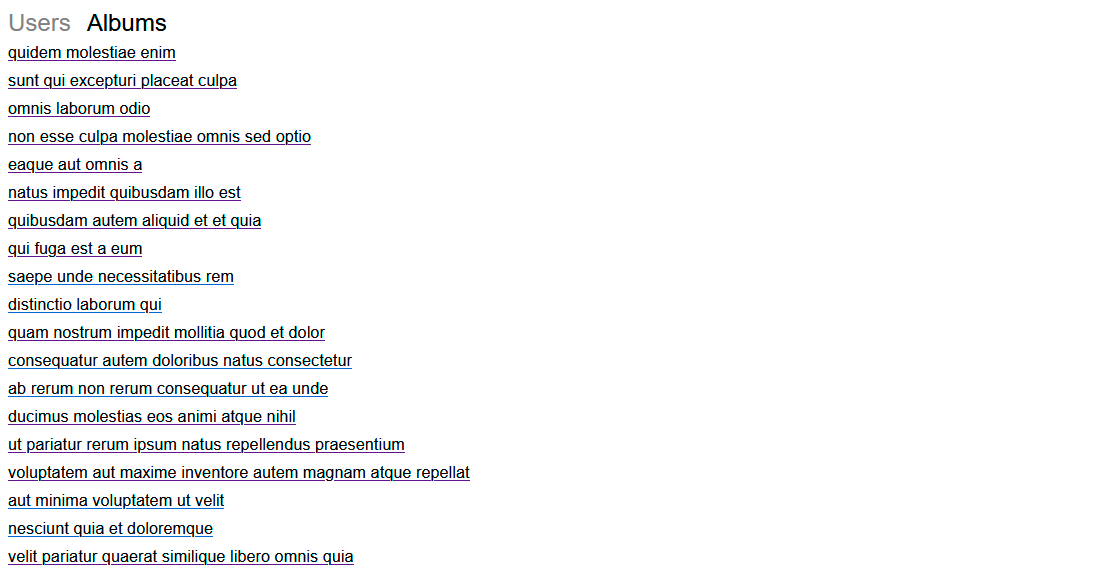 Users Albums
quidem molestiae enim
sunt qui excepturi placeat culpa
omnis laborum odio
non esse culpa molestiae omnis sed optio
eaque aut omnis a
natus impedit quibusdam illo est
quibusdam autem aliquid et et quia
qui fuga est a eum
saepe unde necessitatibus rem
distinctio laborum qui
quam nostrum impedit mollitia quod et dolor
consequatur autem doloribus natus consectetur
ab rerum non rerum consequatur ut ea unde
ducimus molestias eos animi atque nihil
ut pariatur rerum ipsum natus repellendus praesentium
voluptatem aut maxime inventore autem magnam atque repellat
aut minima voluptatem ut velit
nesciunt quia et doloremque
velit pariatur quaerat similique libero omnis quia